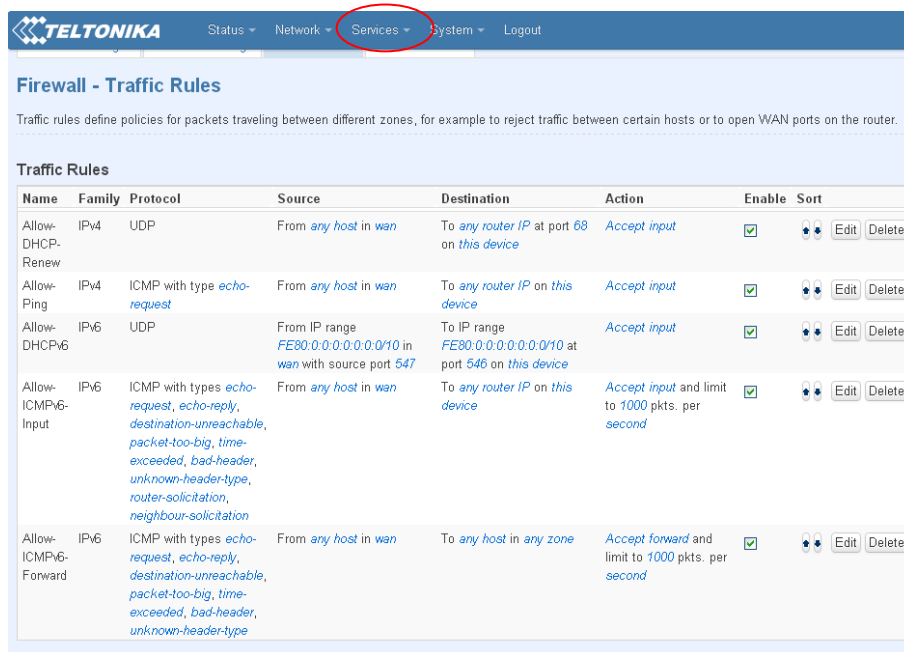 TELTONIKA Status Network Services System Logout
Firewall - Traffic Rules
Traffic rules define policies for packets traveling between different zones, for example to reject traffic between certain hosts or to open WAN ports on the router.
Traffic Rules
Name Family Protocol Source Destination Action Enable Sort
Allow- IPv4 UDP From any host in wan To any router IP at port 68 Accept input Edit Delete
DHCP- on this device
Renew
Allow- IPv4 ICMP with type echo- From any host in wan To any router IP on this Accept input Edit Delete
Ping request device
Allow- IPv6 UDP From IP range To IP range Accept input Edit Delete
DHCPv6 FE80:0:0:0:0:0:0:0/10 in FE80:0:0:0:0:0:0:0/10 at
wan with source port 547 port 546 on this device
Allow- IPv6 ICMP with types echo- From any host in wan To any router IP on this Accept input and limit Edit Delete
ICMPv6- request, echo-reply, device to 1000 pkts. per
Input destination-unreachable, second
packet-too-big, time-
exceeded, bad-header,
unknown-header-type,
router-solicitation,
neighbour-solicitation
Allow- IPv6 ICMP with types echo- From any host in wan To any host in any zone Accept forward and Edit Delete
ICMPv6- request, echo-reply, limit to 1000 pkts. per
Forward destination-unreachable, second
packet-too-big, time-
exceeded, bad-header,
unknown-header-type